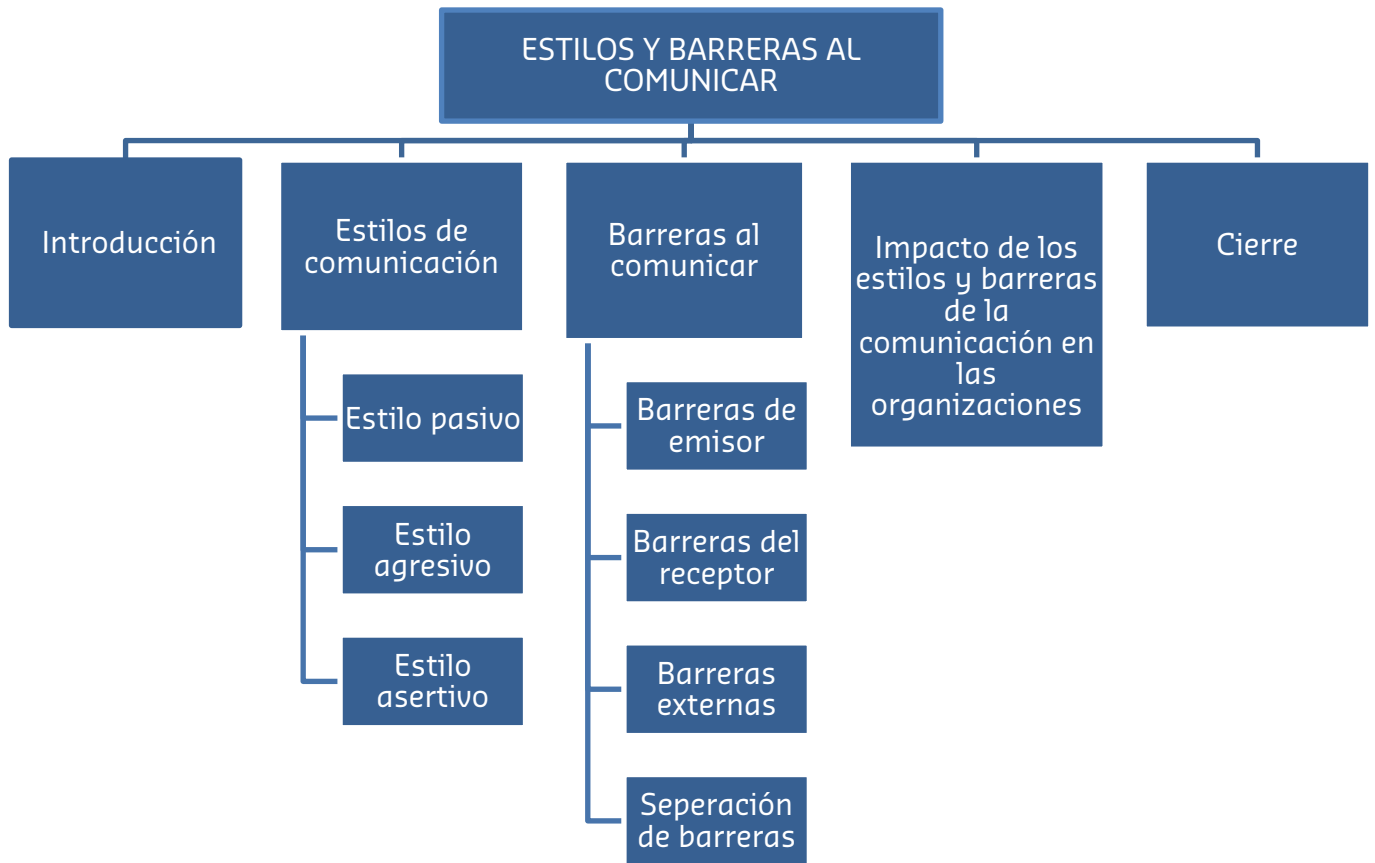 ESTILOS Y BARRERAS AL
COMUNICAR
Introducción
Estilos de
comunicación
Estilo pasivo
Estilo
agresivo
Estilo
asertivo
Barreras al
comunicar
Barreras de
emisor
Barreras del
receptor
Barreras
externas
Seperación
de barreras
Impacto de los
estilos y barreras
de la
comunicación en
las
organizaciones
Cierre